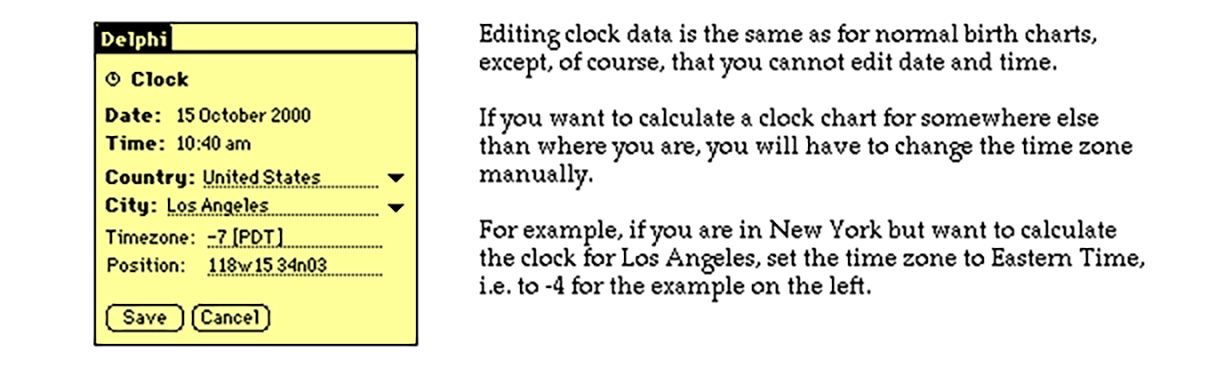 Delphi
Clock
Date: 15 October 2000
Time: 10:40 am
Country: United States
City: Los Angeles
Timezone: -7 [PDT]
Position: 118w15 34n03
Save Cancel
Editing clock data is the same as for normal birth charts,
except, of course, that you cannot edit date and time.
If you want to calculate a clock chart for somewhere else
than where you are, you will have to change the time zone
manually.
For example, if you are in New York but want to calculate
the clock for Los Angeles, set the time zone to Eastern Time,
i.e. to -4 for the example on the left.